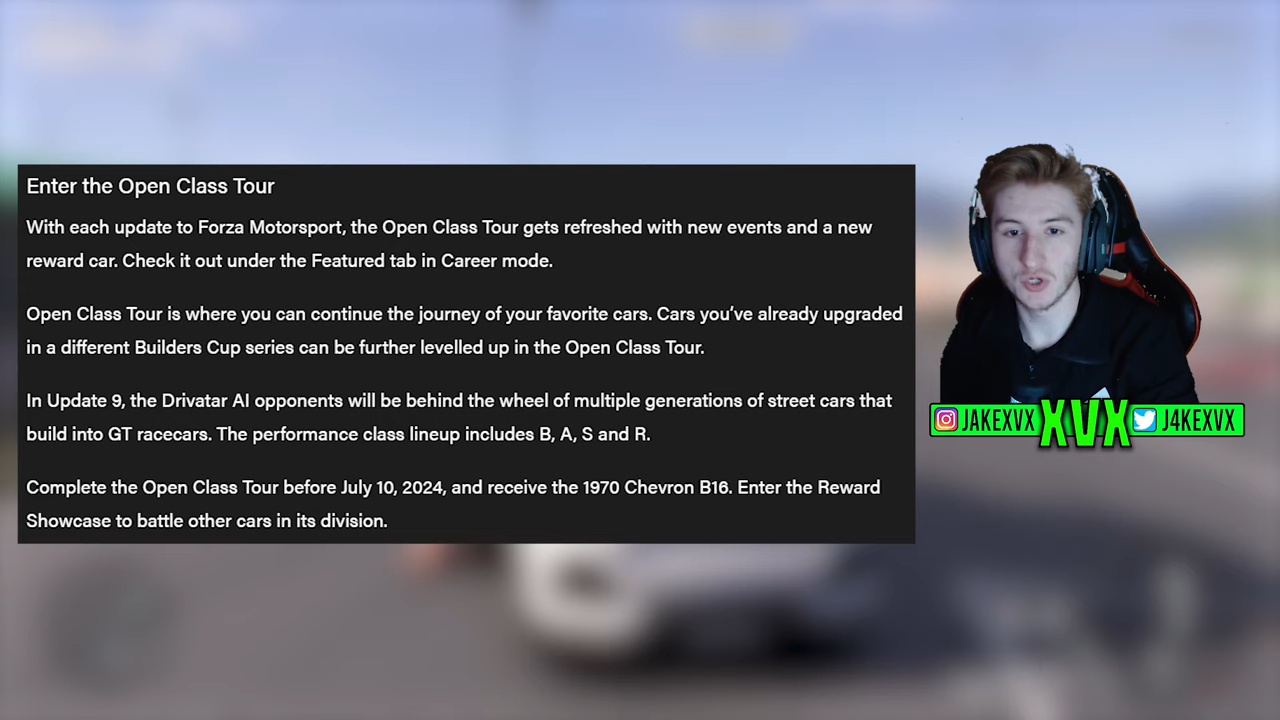 Enter the Open Class Tour
With each update to Forza Motorsport, the Open Class Tour gets refreshed with new events and a new
reward car. Check it out under the Featured tab in Career mode.
Open Class Tour is where you can continue the journey of your favorite cars. Cars you've already upgraded
in a different Builders Cup series can be further levelled up in the Open Class Tour.
In Update 9, the Drivatar AI opponents will be behind the wheel of multiple generations of street cars that
build into GT racecars. The performance class lineup includes B, A, S and R.
Complete the Open Class Tour before July 10, 2024, and receive the 1970 Chevron B16. Enter the Reward
Showcase to battle other cars in its division.
JAKEXVX XVX J4KEXVX